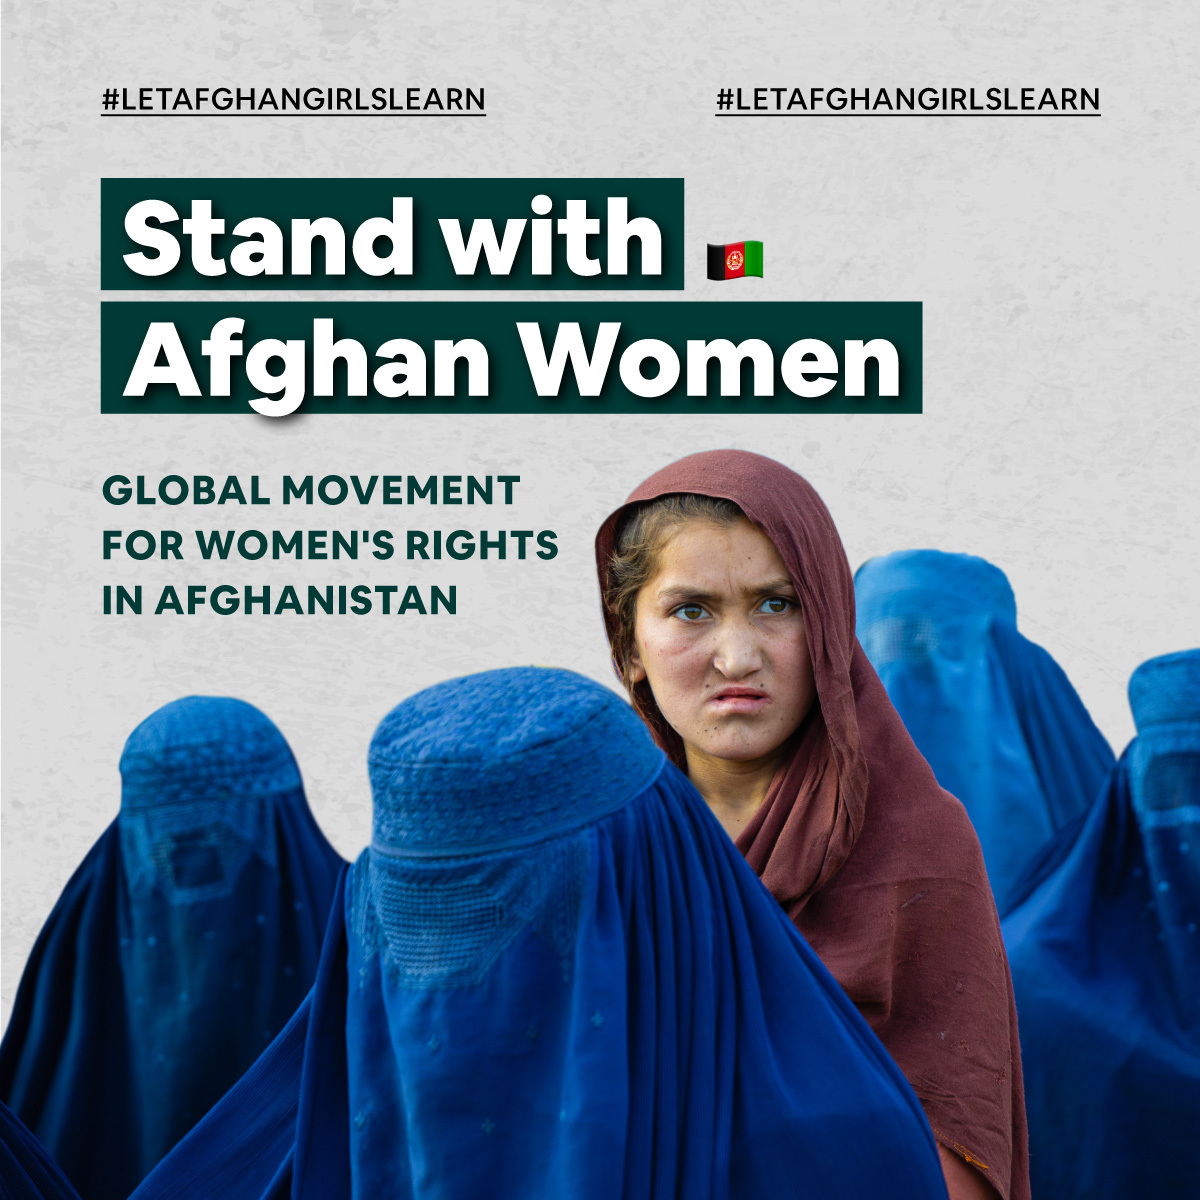 #LETAFGHANGIRLSLEARN #LETAFGHANGIRLSLEARN
Stand with 🇦🇫
Afghan Women
GLOBAL MOVEMENT
FOR WOMEN'S RIGHTS
IN AFGHANISTAN